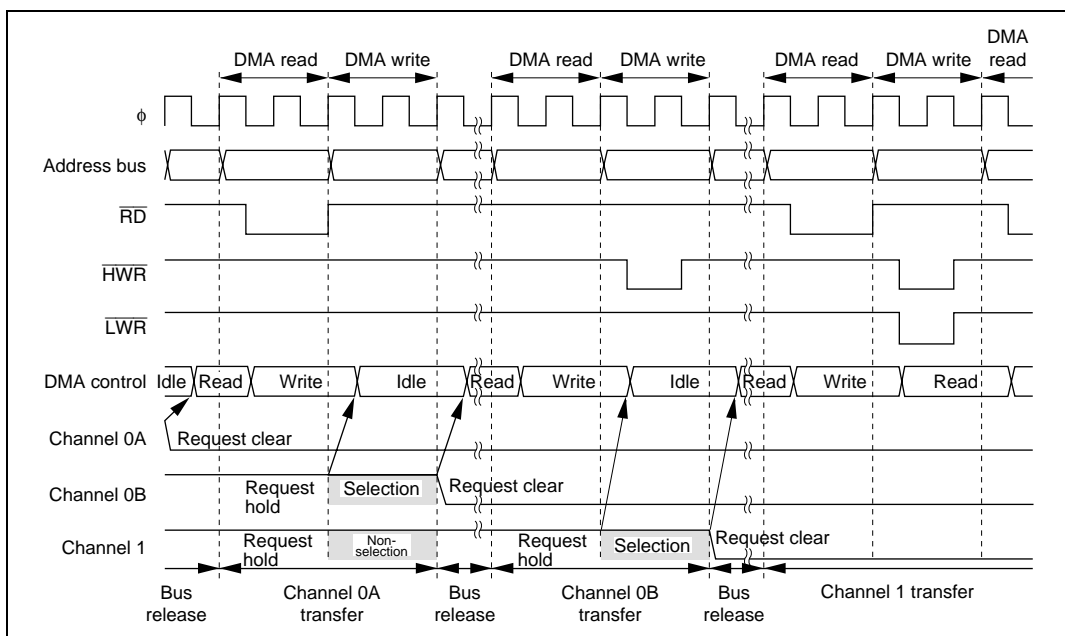 DMA
DMA read DMA write DMA read DMA write DMA read DMA write read
ϕ
Address bus
RD
HWR
LWR
DMA control Idle Read Write Idle Read Write Idle Read Write Read
Channel 0A Request clear
Channel 0B Request hold Selection Request clear
Channel 1 Request hold Non-selection Request hold Selection Request clear
Bus release Channel 0A transfer Bus release Channel 0B transfer Bus release Channel 1 transfer